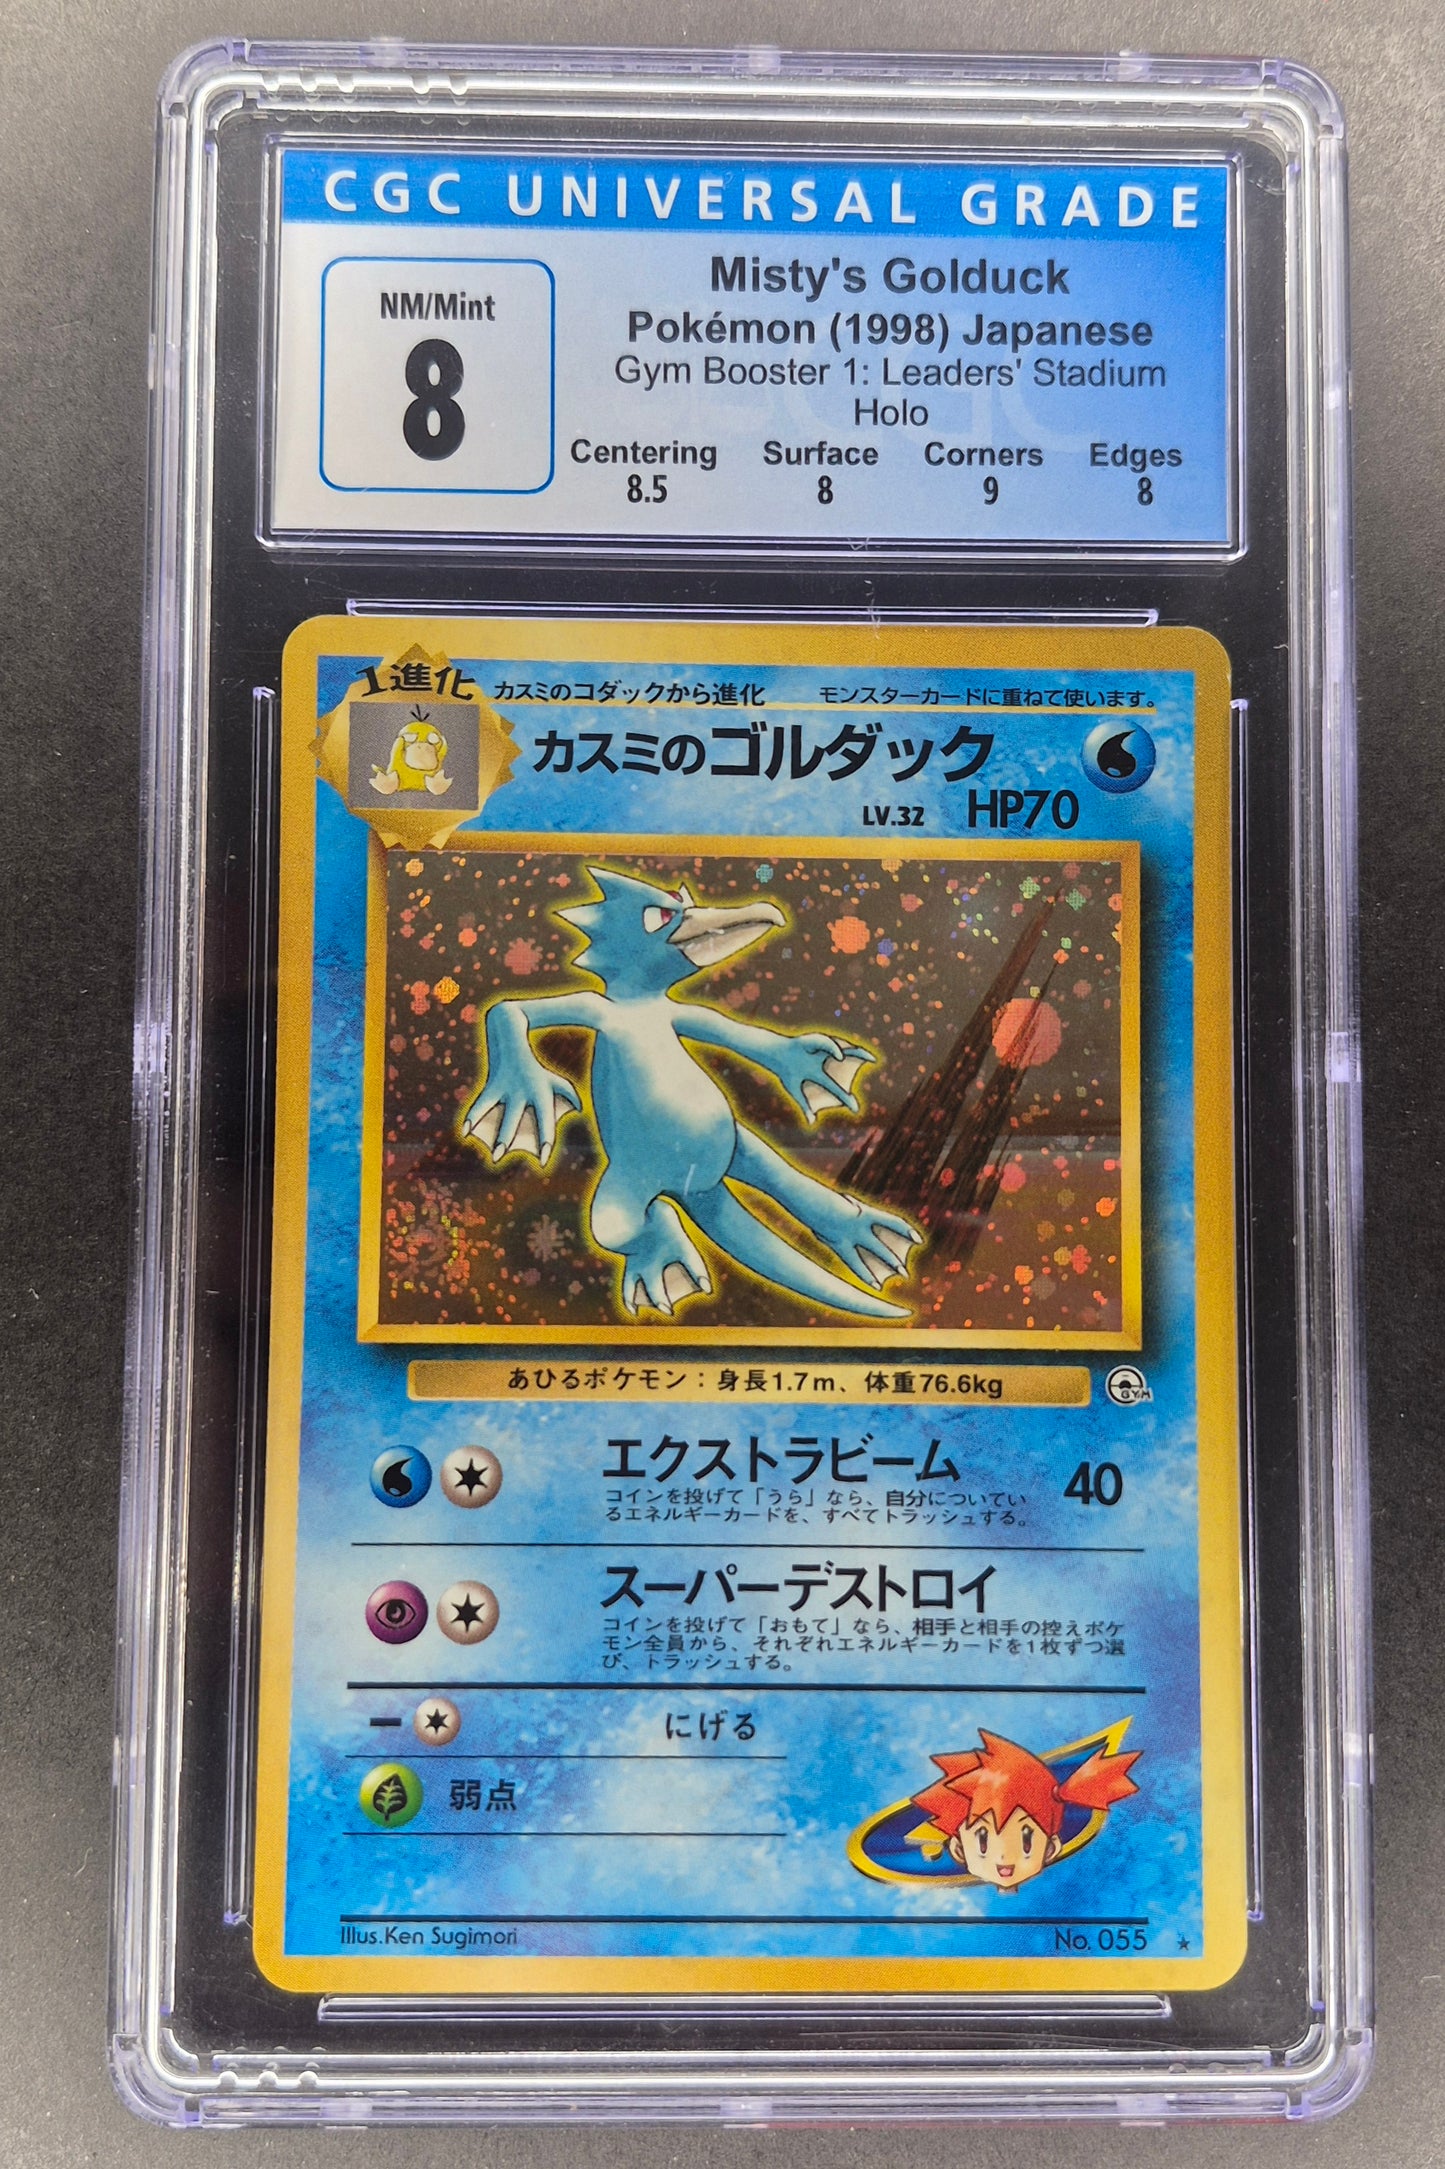 CGC UNIVERSAL GRADE
NM/Mint
8
Misty's Golduck
Pokémon (1998) Japanese
Gym Booster 1: Leaders' Stadium
Holo
Centering Surface Corners Edges
8.5 8 9 8
1進化 カスミのコダックから進化 モンスターカードに重ねて使います。
カスミのゴルダック
LV.32 HP70
あひるポケモン：身長1.7m、体重76.6kg
GYM
エクストラビーム 40
コインを投げて「うら」なら、自分についてい
るエネルギーカードを、すべてトラッシュする。
スーパーデストロイ
コインを投げて「おもて」なら、相手と相手の控えポケ
モン全員から、それぞれエネルギーカードを1枚ずつ選
び、トラッシュする。
ー にげる
弱点
Illus.Ken Sugimori No. 055 ★